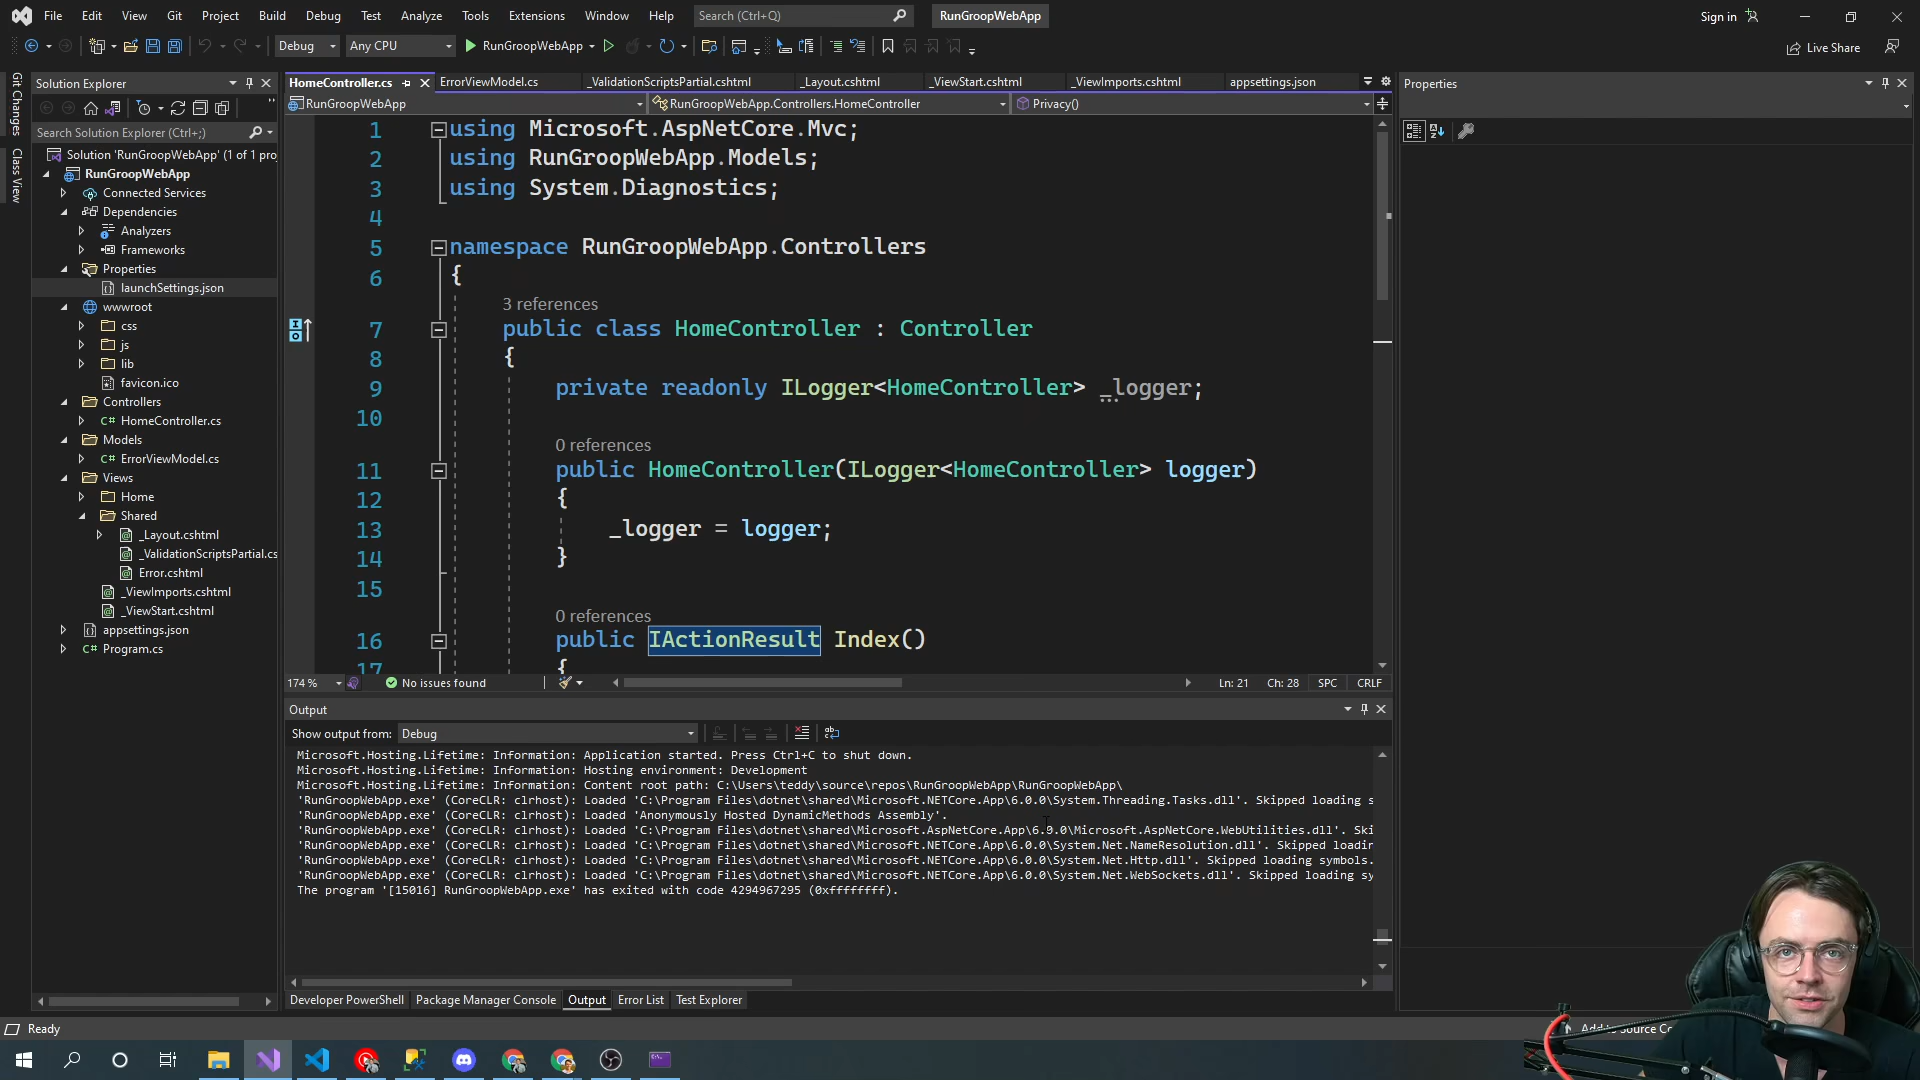 File Edit View Git Project Build Debug Test Analyze Tools Extensions Window Help Search (Ctrl+Q) RunGroopWebApp Sign in
Debug Any CPU RunGroopWebApp Live Share
Git Changes
Class View
Solution Explorer
Search Solution Explorer (Ctrl+;)
Solution 'RunGroopWebApp' (1 of 1 pro
RunGroopWebApp
Connected Services
Dependencies
Analyzers
Frameworks
Properties
launchSettings.json
wwwroot
css
js
lib
favicon.ico
Controllers
C# HomeController.cs
Models
C# ErrorViewModel.cs
Views
Home
Shared
_Layout.cshtml
_ValidationScriptsPartial.cs
Error.cshtml
_ViewImports.cshtml
_ViewStart.cshtml
appsettings.json
C# Program.cs
HomeController.cs ErrorViewModel.cs _ValidationScriptsPartial.cshtml _Layout.cshtml _ViewStart.cshtml _ViewImports.cshtml appsettings.json
RunGroopWebApp RunGroopWebApp.Controllers.HomeController Privacy()
1 using Microsoft.AspNetCore.Mvc;
2 using RunGroopWebApp.Models;
3 using System.Diagnostics;
4
5 namespace RunGroopWebApp.Controllers
6 {
3 references
7 public class HomeController : Controller
8 {
9 private readonly ILogger<HomeController> _logger;
10
0 references
11 public HomeController(ILogger<HomeController> logger)
12 {
13 _logger = logger;
14 }
15
0 references
16 public IActionResult Index()
17 {
174 % No issues found Ln: 21 Ch: 28 SPC CRLF
Output
Show output from: Debug
Microsoft.Hosting.Lifetime: Information: Application started. Press Ctrl+C to shut down.
Microsoft.Hosting.Lifetime: Information: Hosting environment: Development
Microsoft.Hosting.Lifetime: Information: Content root path: C:\Users\teddy\source\repos\RunGroopWebApp\RunGroopWebApp\
'RunGroopWebApp.exe' (CoreCLR: clrhost): Loaded 'C:\Program Files\dotnet\shared\Microsoft.NETCore.App\6.0.0\System.Threading.Tasks.dll'. Skipped loading s
'RunGroopWebApp.exe' (CoreCLR: clrhost): Loaded 'Anonymously Hosted DynamicMethods Assembly'.
'RunGroopWebApp.exe' (CoreCLR: clrhost): Loaded 'C:\Program Files\dotnet\shared\Microsoft.AspNetCore.App\6.0.0\Microsoft.AspNetCore.WebUtilities.dll'. Ski
'RunGroopWebApp.exe' (CoreCLR: clrhost): Loaded 'C:\Program Files\dotnet\shared\Microsoft.NETCore.App\6.0.0\System.Net.NameResolution.dll'. Skipped loadin
'RunGroopWebApp.exe' (CoreCLR: clrhost): Loaded 'C:\Program Files\dotnet\shared\Microsoft.NETCore.App\6.0.0\System.Net.Http.dll'. Skipped loading symbols.
'RunGroopWebApp.exe' (CoreCLR: clrhost): Loaded 'C:\Program Files\dotnet\shared\Microsoft.NETCore.App\6.0.0\System.Net.WebSockets.dll'. Skipped loading sy
The program '[15016] RunGroopWebApp.exe' has exited with code 4294967295 (0xffffffff).
Developer PowerShell Package Manager Console Output Error List Test Explorer
Properties
Ready
Add to Source Co